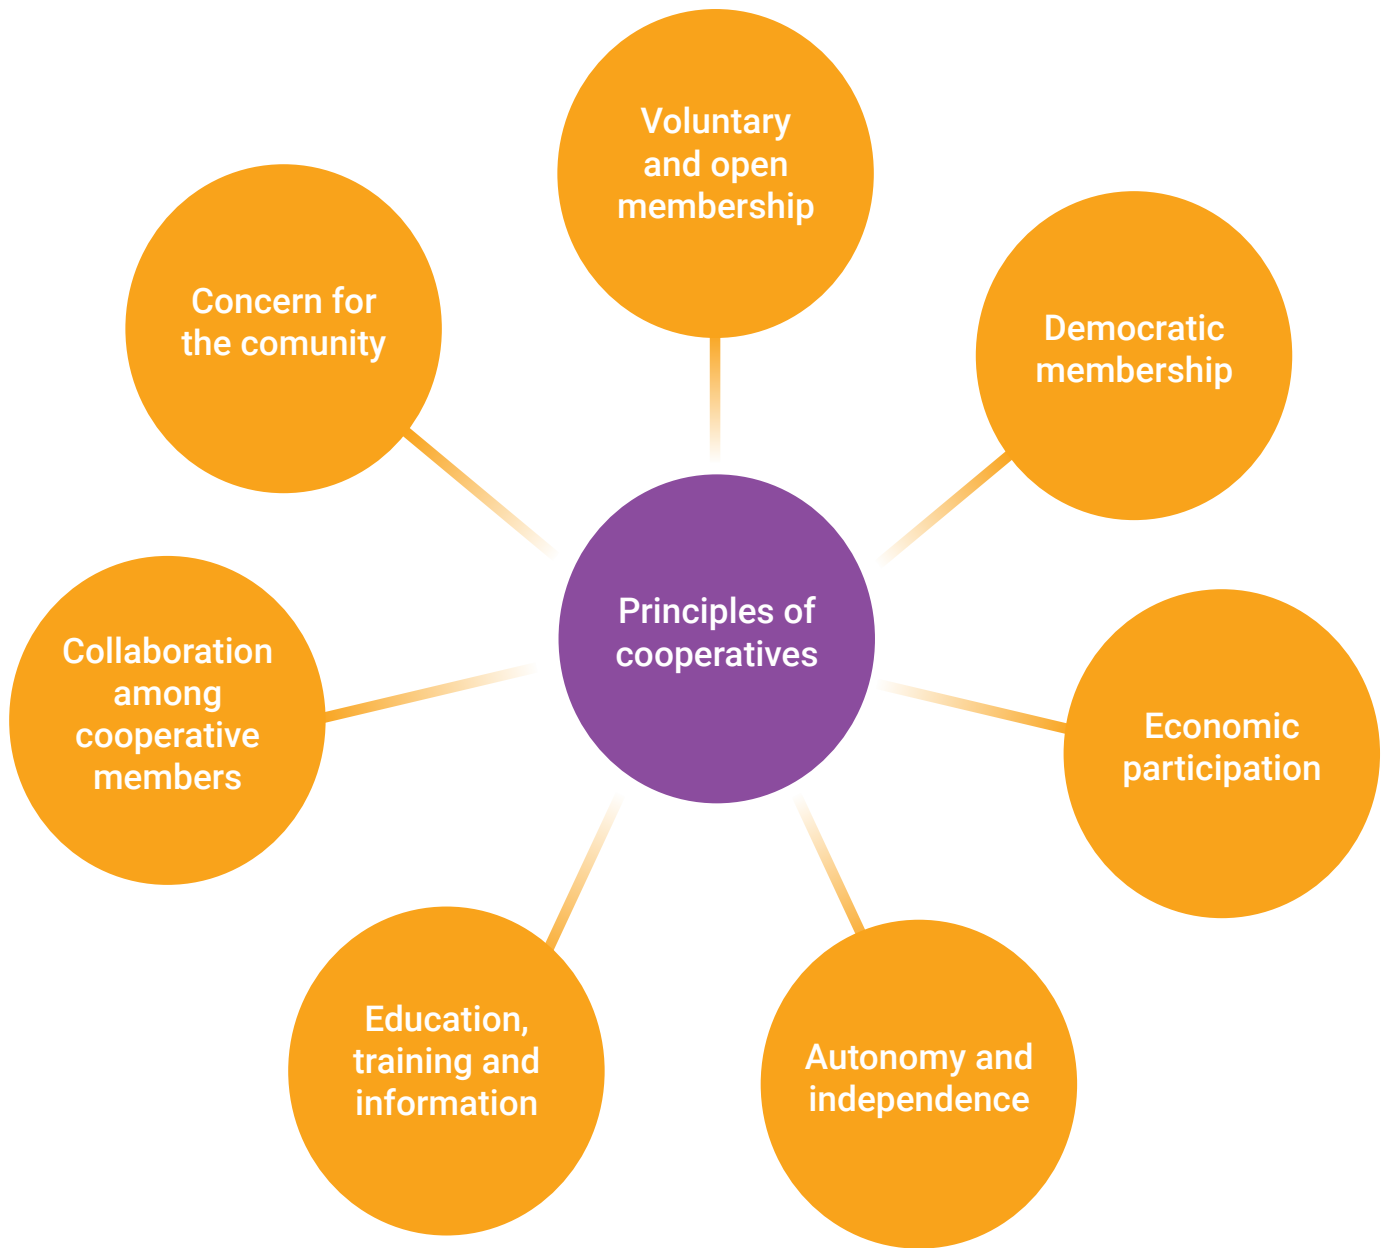 Voluntary
and open
membership
Democratic
membership
Economic
participation
Autonomy and
independence
Education,
training and
information
Collaboration
among
cooperative
members
Concern for
the comunity
Principles of
cooperatives